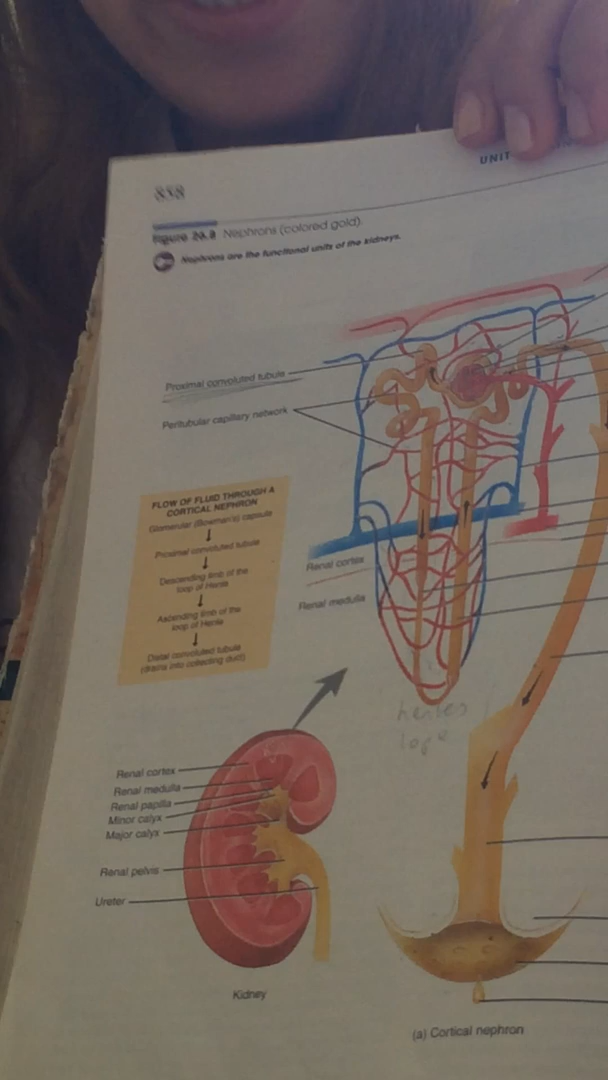 UNIT
858
Figure 26.2 Nephrons (colored gold).
Nephrons are the functional units of the kidneys.
Proximal convoluted tubule
Peritubular capillary network
FLOW OF FLUID THROUGH A
CORTICAL NEPHRON
Glomerular (Bowman's) capsule
Proximal convoluted tubule
Descending limb of the
loop of Henle
Ascending limb of the
loop of Henle
Distal convoluted tubule
(drains into collecting duct)
Renal cortex
Renal medulla
henles
Renal cortex
Renal medulla
Renal papilla
Minor calyx
Major calyx
Renal pelvis
Ureter
Kidney
(a) Cortical nephron